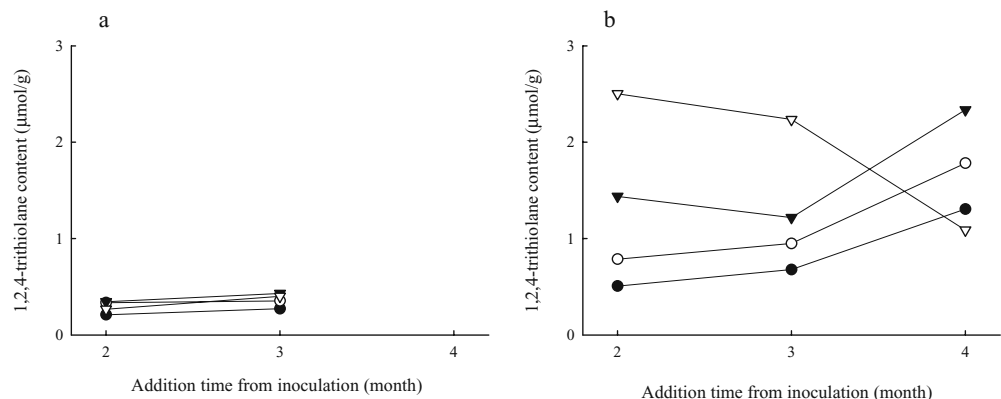 a
3
2
1
0
1,2,4-trithiolane content (μmol/g)
2 3 4
Addition time from inoculation (month)
b
3
2
1
0
1,2,4-trithiolane content (μmol/g)
2 3 4
Addition time from inoculation (month)